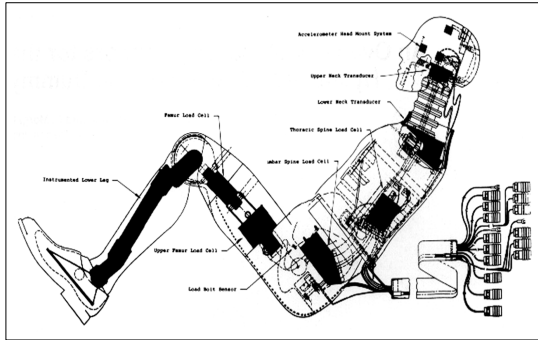 Accelerometer Head Mount System
Upper Neck Transducer
Lower Neck Transducer
Femur Load Cell
Thoracic Spine Load Cell
umbar Spine Load Cell
Instrumented Lower Leg
Upper Femur Load Cell
Load Bolt Sensor